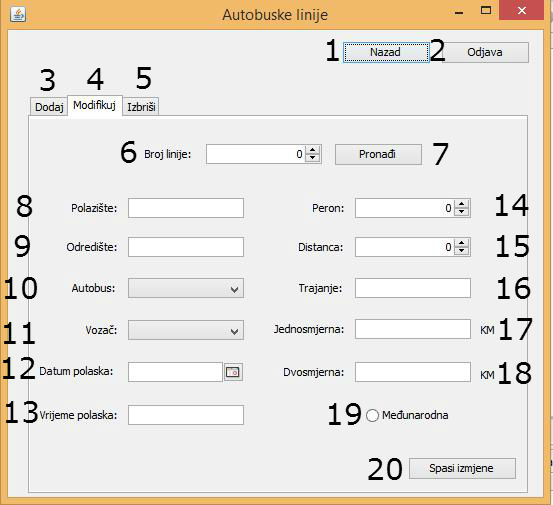 Autobuske linije
1 Nazad 2 Odjava
3 4 5
Dodaj Modifikuj Izbriši
6 Broj linije: 0 Pronađi 7
8 Polazište: Peron: 0 14
9 Odredište: Distanca: 0 15
10 Autobus: Trajanje: 16
11 Vozač: Jednosmjerna: KM 17
12 Datum polaska: Dvosmjerna: KM 18
13 Vrijeme polaska: 19 Međunarodna
20 Spasi izmjene